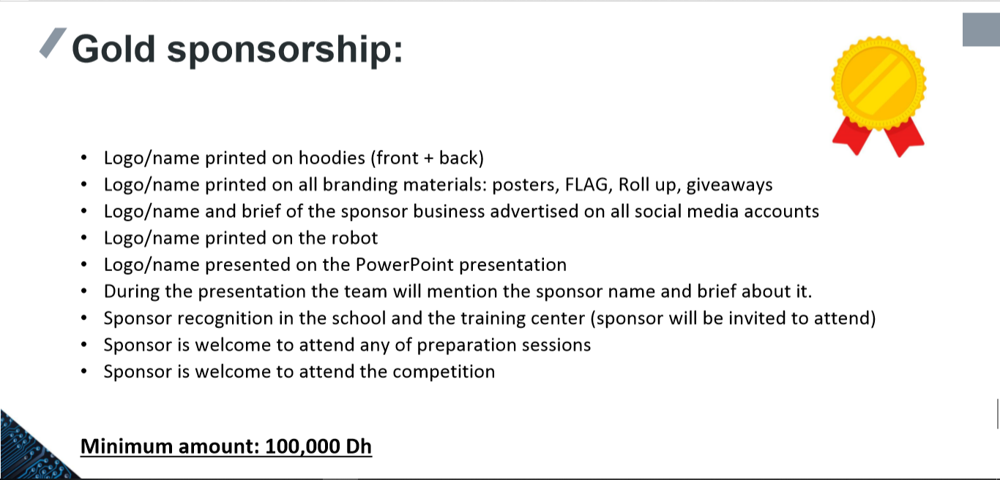 Gold sponsorship:
• Logo/name printed on hoodies (front + back)
• Logo/name printed on all branding materials: posters, FLAG, Roll up, giveaways
• Logo/name and brief of the sponsor business advertised on all social media accounts
• Logo/name printed on the robot
• Logo/name presented on the PowerPoint presentation
• During the presentation the team will mention the sponsor name and brief about it.
• Sponsor recognition in the school and the training center (sponsor will be invited to attend)
• Sponsor is welcome to attend any of preparation sessions
• Sponsor is welcome to attend the competition
Minimum amount: 100,000 Dh